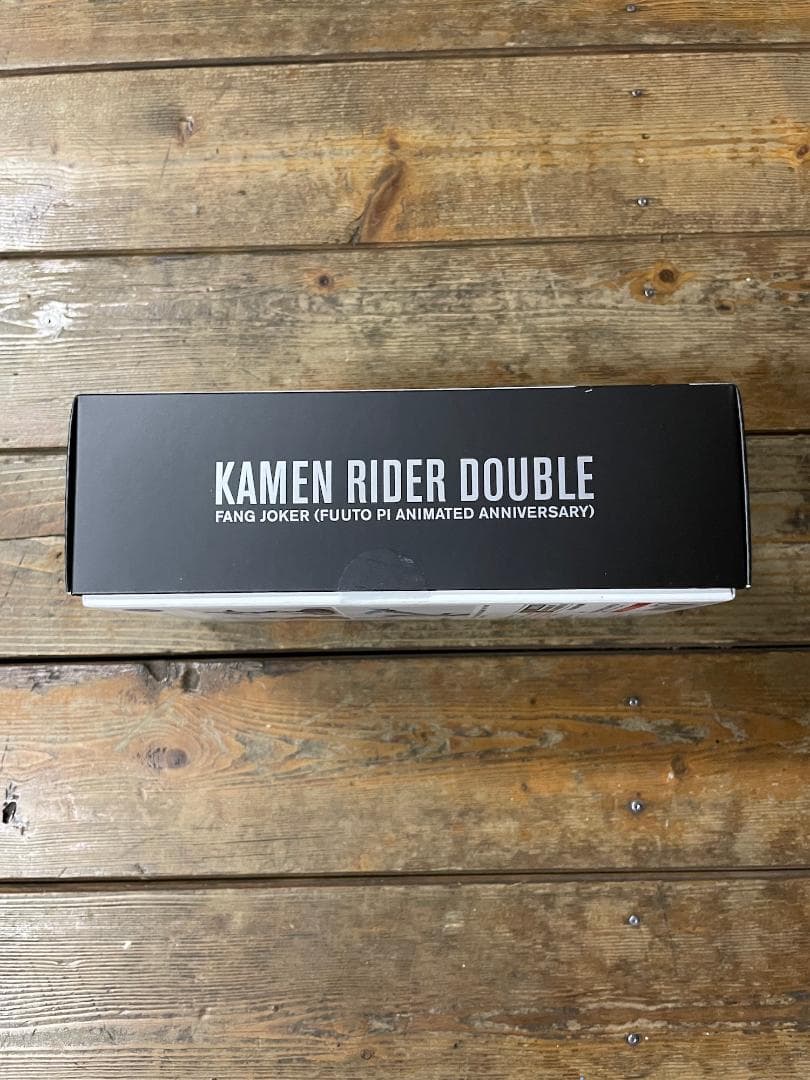 KAMEN RIDER DOUBLE
FANG JOKER (FUUTO PI ANIMATED ANNIVERSARY)